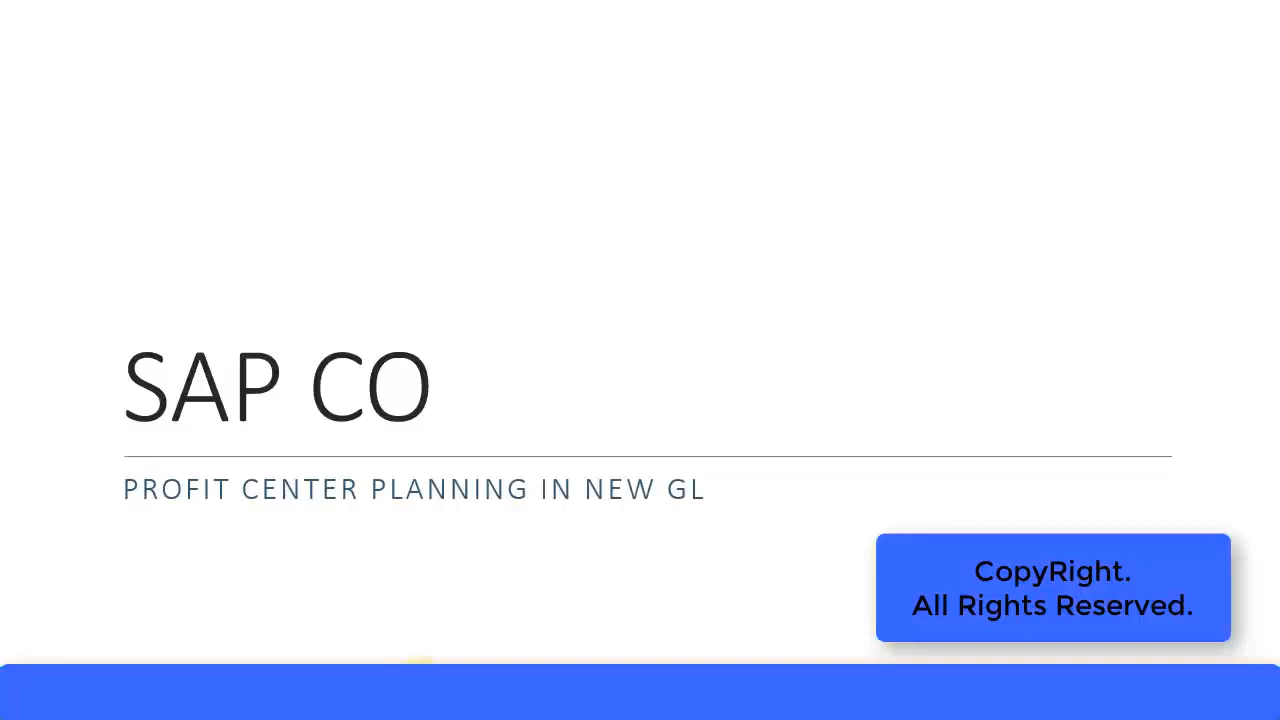 SAP CO
PROFIT CENTER PLANNING IN NEW GL
CopyRight.
All Rights Reserved.